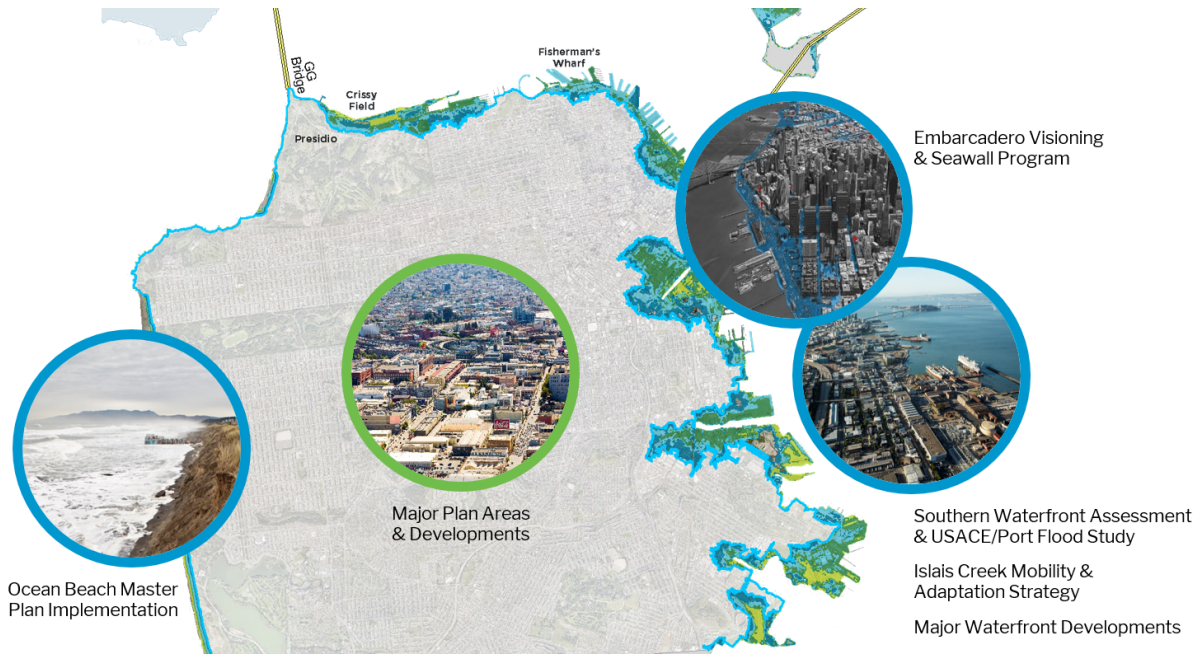 Fisherman's
Wharf
GG
Bridge
Crissy
Field
Presidio
Embarcadero Visioning
& Seawall Program
Major Plan Areas
& Developments
Southern Waterfront Assessment
& USACE/Port Flood Study
Islais Creek Mobility &
Adaptation Strategy
Major Waterfront Developments
Ocean Beach Master
Plan Implementation